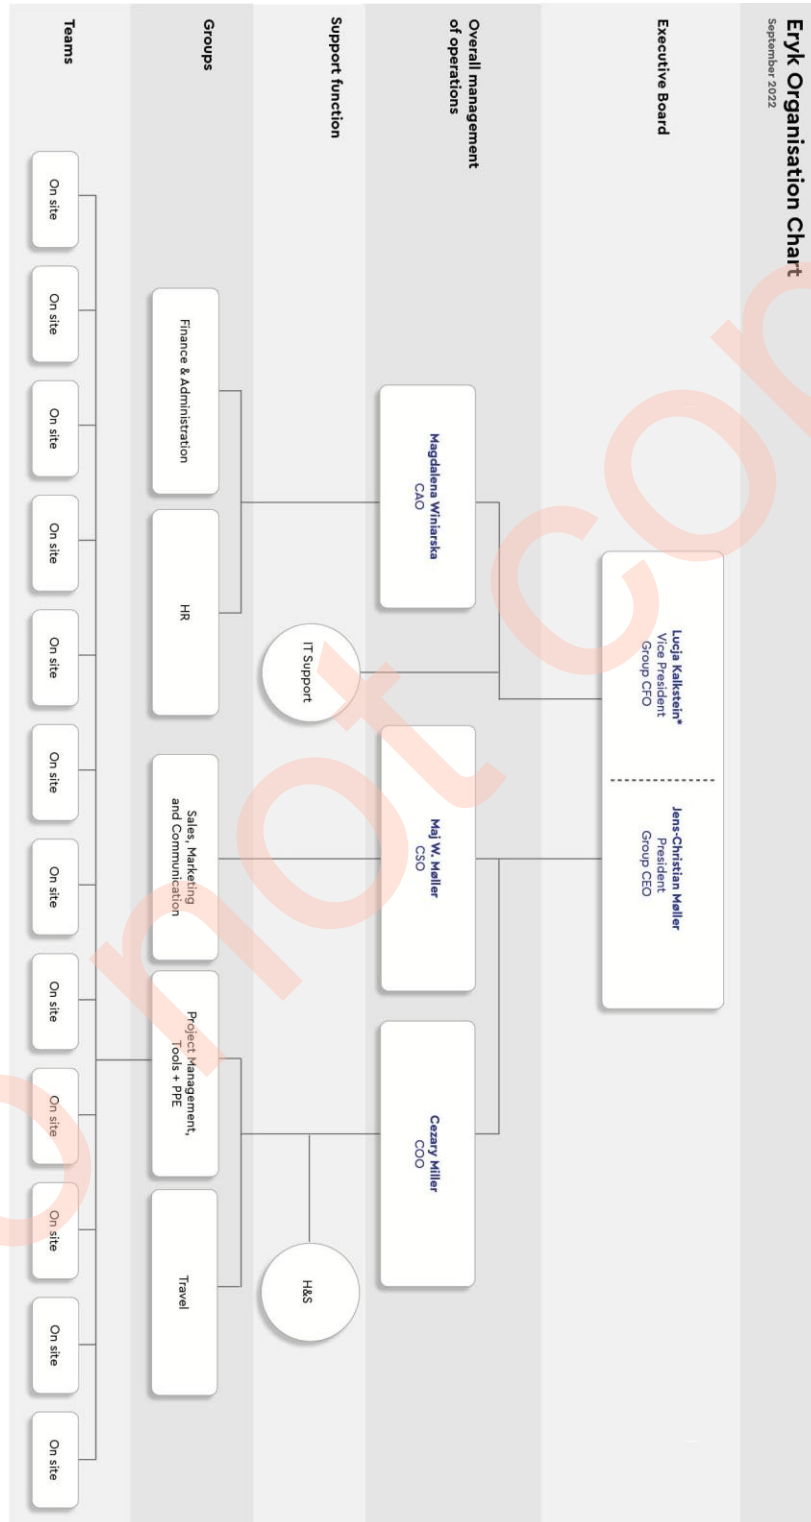 Eryk Organisation Chart
September 2022
Executive Board
Lucja Kalkstein*
Vice President
Group CFO
Jens-Christian Møller
President
Group CEO
Overall management
of operations
Magdalena Winiarska
CAO
Maj W. Møller
CSO
Cezary Miller
COO
Support function
IT Support
H&S
Groups
Finance & Administration
HR
Sales, Marketing
and Communication
Project Management,
Tools + PPE
Travel
Teams
On site
On site
On site
On site
On site
On site
On site
On site
On site
On site
On site
On site
o not co